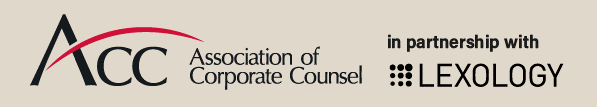 ACC
Association of
Corporate Counsel
in partnership with
LEXOLOGY